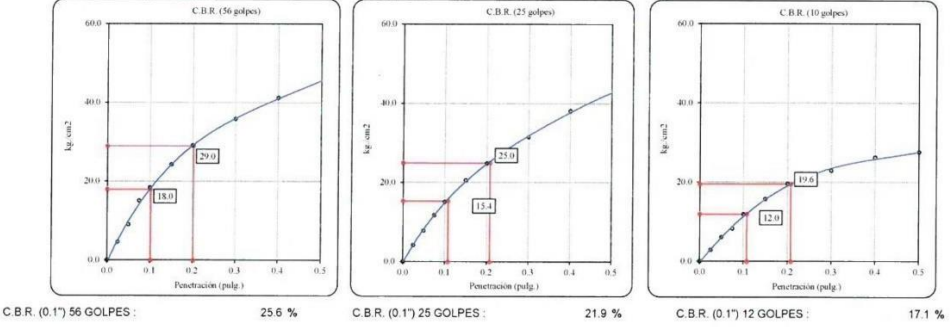 C.B.R. (56 golpes)
60.0
40.0
20.0
0.0
kg./cm2
29.0
18.0
0.0 0.1 0.2 0.3 0.4 0.5
Penetración (pulg.)
C.B.R. (0.1") 56 GOLPES : 25.6 %
C.B.R. (25 golpes)
60.0
40.0
20.0
0.0
kg./cm2
25.0
15.4
0.0 0.1 0.2 0.3 0.4 0.5
Penetración (pulg.)
C.B.R. (0.1") 25 GOLPES : 21.9 %
C.B.R. (10 golpes)
60.0
40.0
20.0
0.0
kg./cm2
19.6
12.0
0.0 0.1 0.2 0.3 0.4 0.5
Penetración (pulg.)
C.B.R. (0.1") 12 GOLPES : 17.1 %